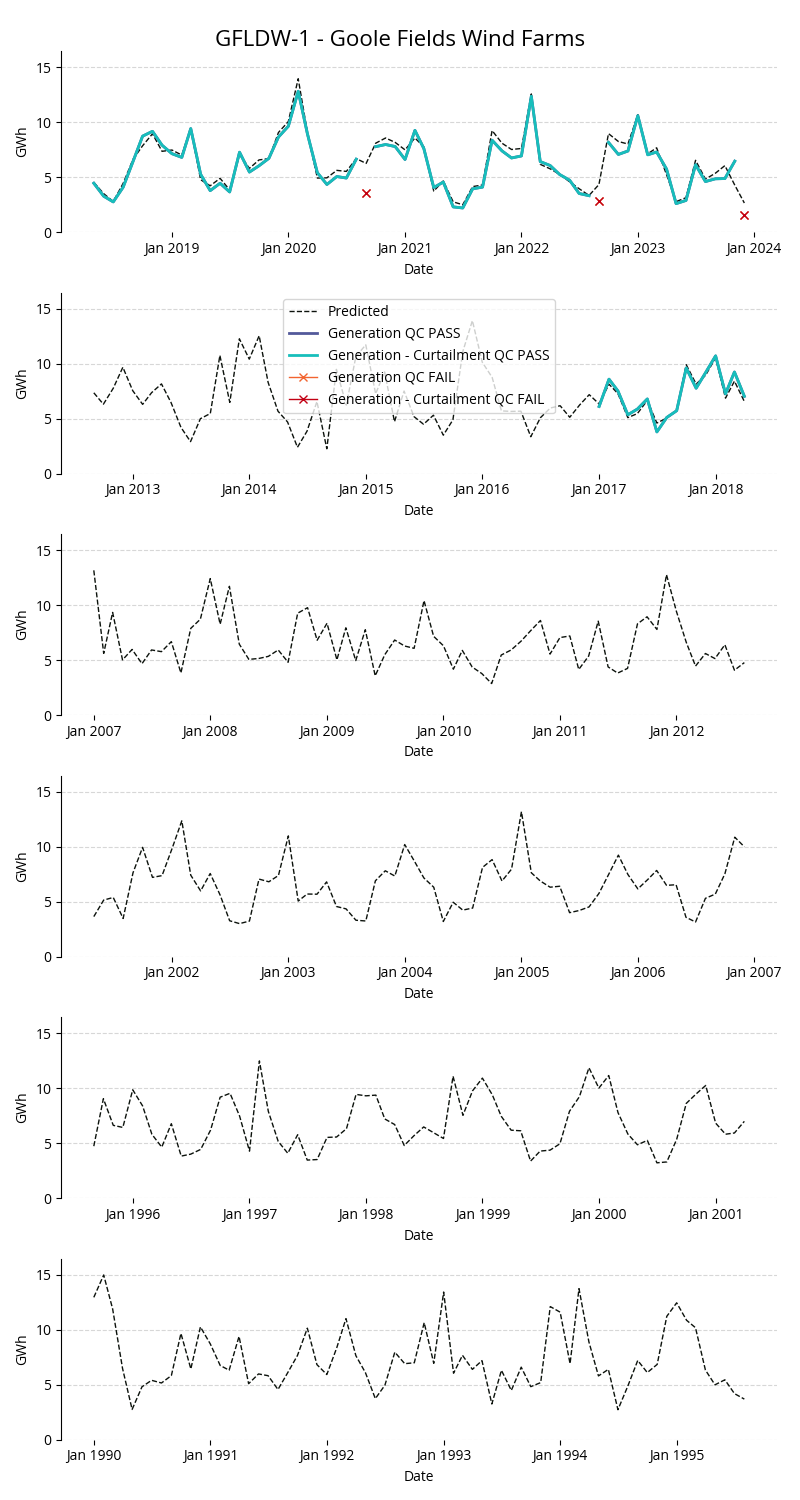 GFLDW-1 - Goole Fields Wind Farms
15
10
5
0
GWh
Jan 2019
Jan 2020
Jan 2021
Jan 2022
Jan 2023
Jan 2024
Date
15
10
5
0
GWh
Predicted
Generation QC PASS
Generation - Curtailment QC PASS
Generation QC FAIL
Generation - Curtailment QC FAIL
Jan 2013
Jan 2014
Jan 2015
Jan 2016
Jan 2017
Jan 2018
Date
15
10
5
0
GWh
Jan 2007
Jan 2008
Jan 2009
Jan 2010
Jan 2011
Jan 2012
Date
15
10
5
0
GWh
Jan 2002
Jan 2003
Jan 2004
Jan 2005
Jan 2006
Jan 2007
Date
15
10
5
0
GWh
Jan 1996
Jan 1997
Jan 1998
Jan 1999
Jan 2000
Jan 2001
Date
15
10
5
0
GWh
Jan 1990
Jan 1991
Jan 1992
Jan 1993
Jan 1994
Jan 1995
Date